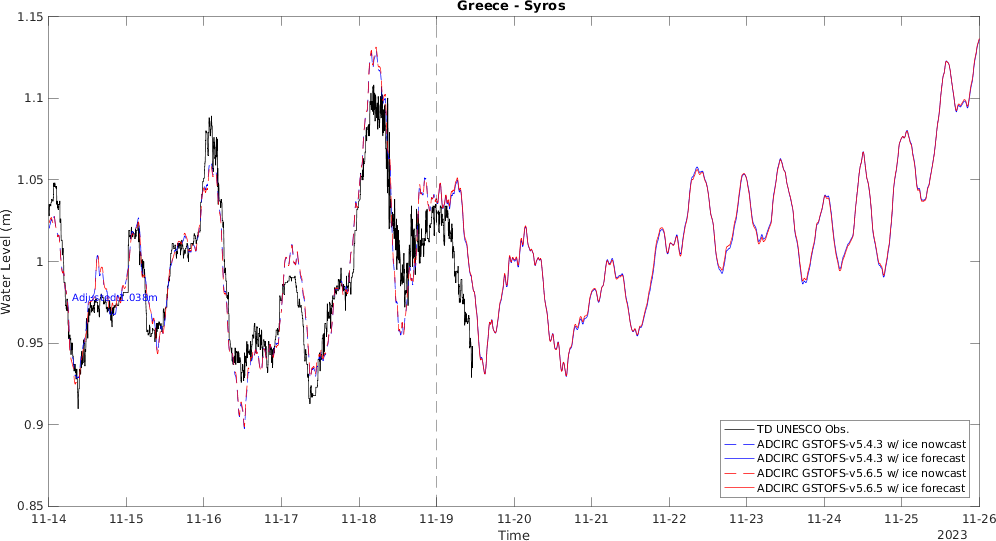 Greece - Syros
1.15
1.1
1.05
1
0.95
0.9
0.85
Water Level (m)
Adjusted:1.038m
TD UNESCO Obs.
ADCIRC GSTOFS-v5.4.3 w/ ice nowcast
ADCIRC GSTOFS-v5.4.3 w/ ice forecast
ADCIRC GSTOFS-v5.6.5 w/ ice nowcast
ADCIRC GSTOFS-v5.6.5 w/ ice forecast
11-14 11-15 11-16 11-17 11-18 11-19 11-20 11-21 11-22 11-23 11-24 11-25 11-26
Time
2023